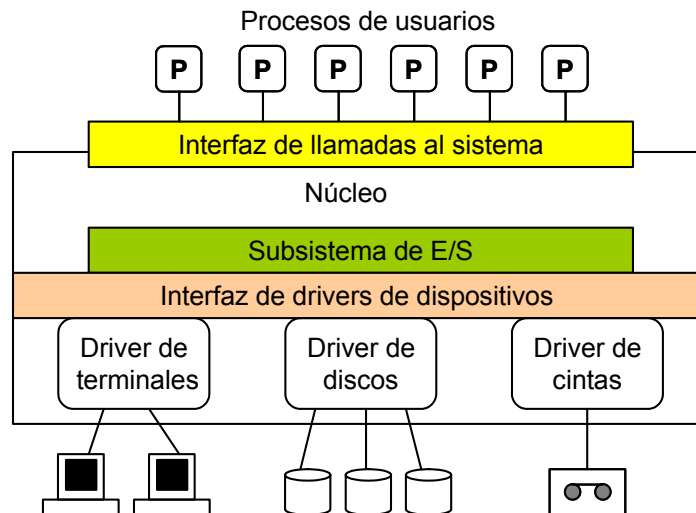 Procesos de usuarios
P P P P P P
Interfaz de llamadas al sistema
Núcleo
Subsistema de E/S
Interfaz de drivers de dispositivos
Driver de
terminales
Driver de
discos
Driver de
cintas